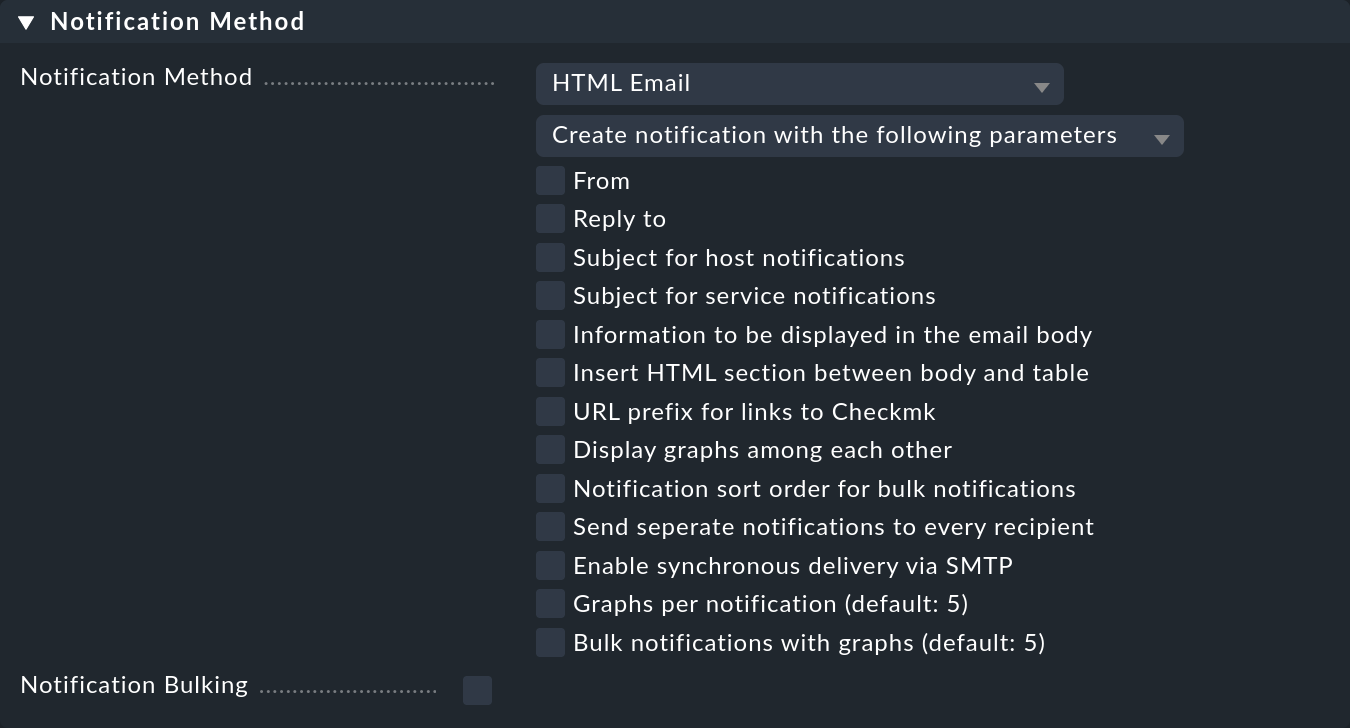 Notification Method
Notification Method
HTML Email
Create notification with the following parameters
From
Reply to
Subject for host notifications
Subject for service notifications
Information to be displayed in the email body
Insert HTML section between body and table
URL prefix for links to Checkmk
Display graphs among each other
Notification sort order for bulk notifications
Send seperate notifications to every recipient
Enable synchronous delivery via SMTP
Graphs per notification (default: 5)
Bulk notifications with graphs (default: 5)
Notification Bulking